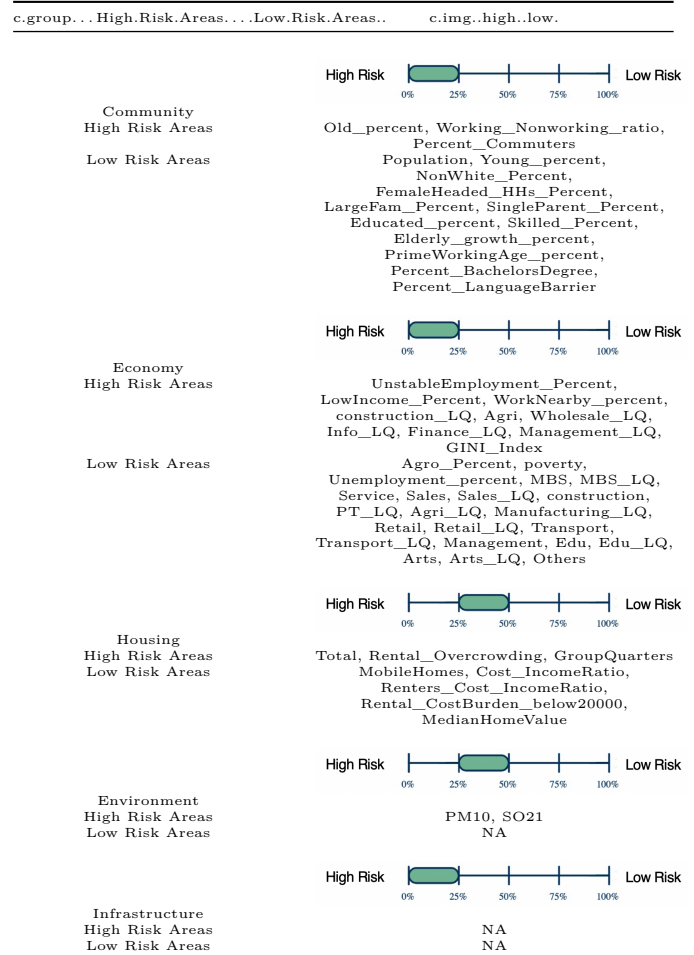 c.group...High.Risk.Areas....Low.Risk.Areas.. c.img..high..low.
High Risk Low Risk
0% 25% 50% 75% 100%
Community
High Risk Areas Old_percent, Working_Nonworking_ratio,
Percent_Commuters
Low Risk Areas Population, Young_percent,
NonWhite_Percent,
FemaleHeaded_HHs_Percent,
LargeFam_Percent, SingleParent_Percent,
Educated_percent, Skilled_Percent,
Elderly_growth_percent,
PrimeWorkingAge_percent,
Percent_BachelorsDegree,
Percent_LanguageBarrier
High Risk Low Risk
0% 25% 50% 75% 100%
Economy
High Risk Areas UnstableEmployment_Percent,
LowIncome_Percent, WorkNearby_percent,
construction_LQ, Agri, Wholesale_LQ,
Info_LQ, Finance_LQ, Management_LQ,
GINI_Index
Low Risk Areas Agro_Percent, poverty,
Unemployment_percent, MBS, MBS_LQ,
Service, Sales, Sales_LQ, construction,
PT_LQ, Agri_LQ, Manufacturing_LQ,
Retail, Retail_LQ, Transport,
Transport_LQ, Management, Edu, Edu_LQ,
Arts, Arts_LQ, Others
High Risk Low Risk
0% 25% 50% 75% 100%
Housing
High Risk Areas Total, Rental_Overcrowding, GroupQuarters
Low Risk Areas MobileHomes, Cost_IncomeRatio,
Renters_Cost_IncomeRatio,
Rental_CostBurden_below20000,
MedianHomeValue
High Risk Low Risk
0% 25% 50% 75% 100%
Environment
High Risk Areas PM10, SO21
Low Risk Areas NA
High Risk Low Risk
0% 25% 50% 75% 100%
Infrastructure
High Risk Areas NA
Low Risk Areas NA